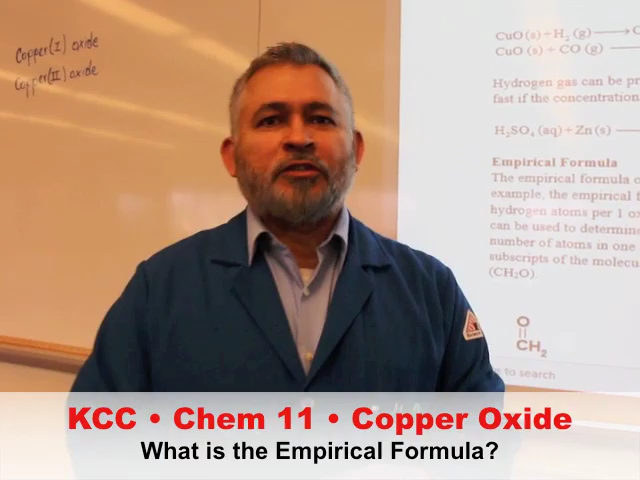 Copper(I) oxide
Copper(II) oxide
CuO (s) + H₂ (g) ⟶ C
CuO (s) + CO (g) ⟶
Hydrogen gas can be pr
fast if the concentration
H₂SO₄ (aq) + Zn (s) —
Empirical Formula
The empirical formula o
example, the empirical f
hydrogen atoms per 1 o
can be used to determin
number of atoms in one
subscripts of the molecu
(CH₂O).
O
CH₂
to search
KCC • Chem 11 • Copper Oxide
What is the Empirical Formula?